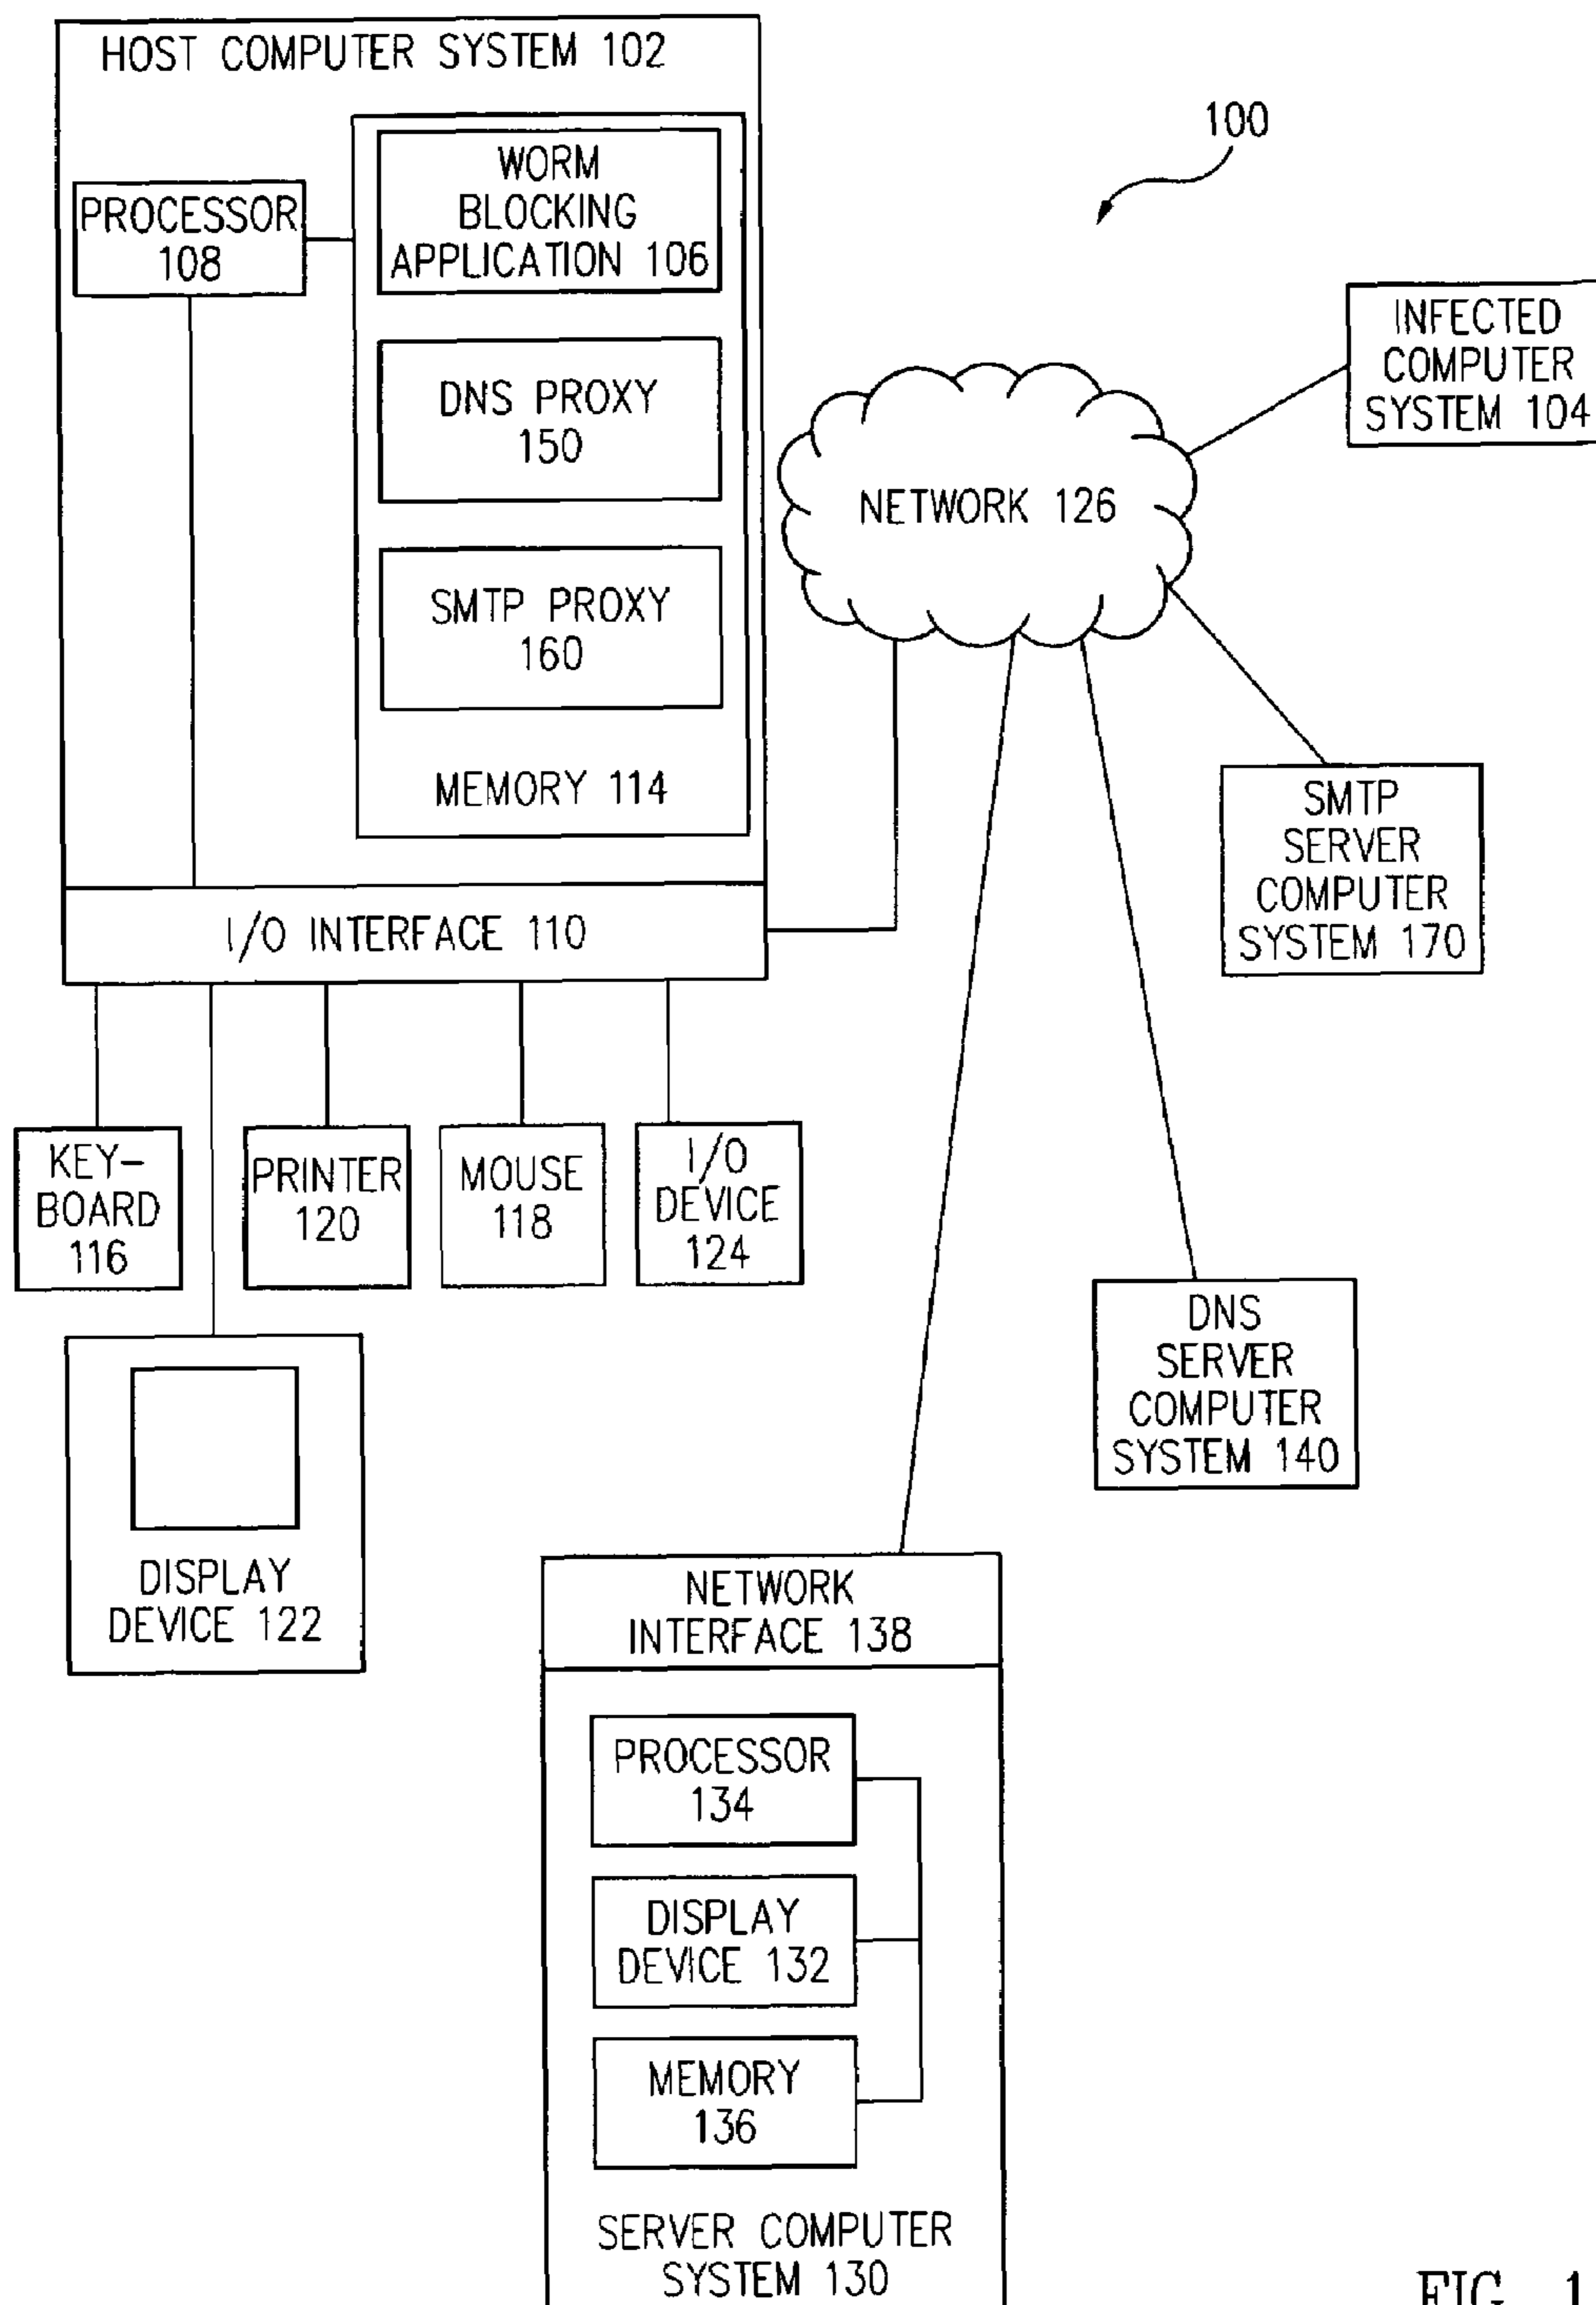 HOST COMPUTER SYSTEM 102
WORM
BLOCKING
APPLICATION 106
PROCESSOR
108
DNS PROXY
150
SMTP PROXY
160
MEMORY 114
I/O INTERFACE 110
100
INFECTED
COMPUTER
SYSTEM 104
NETWORK 126
SMTP
SERVER
COMPUTER
SYSTEM 170
KEY-
BOARD
116
PRINTER
120
MOUSE
118
I/O
DEVICE
124
DISPLAY
DEVICE 122
DNS
SERVER
COMPUTER
SYSTEM 140
NETWORK
INTERFACE 138
PROCESSOR
134
DISPLAY
DEVICE 132
MEMORY
136
SERVER COMPUTER
SYSTEM 130
FIG. 1